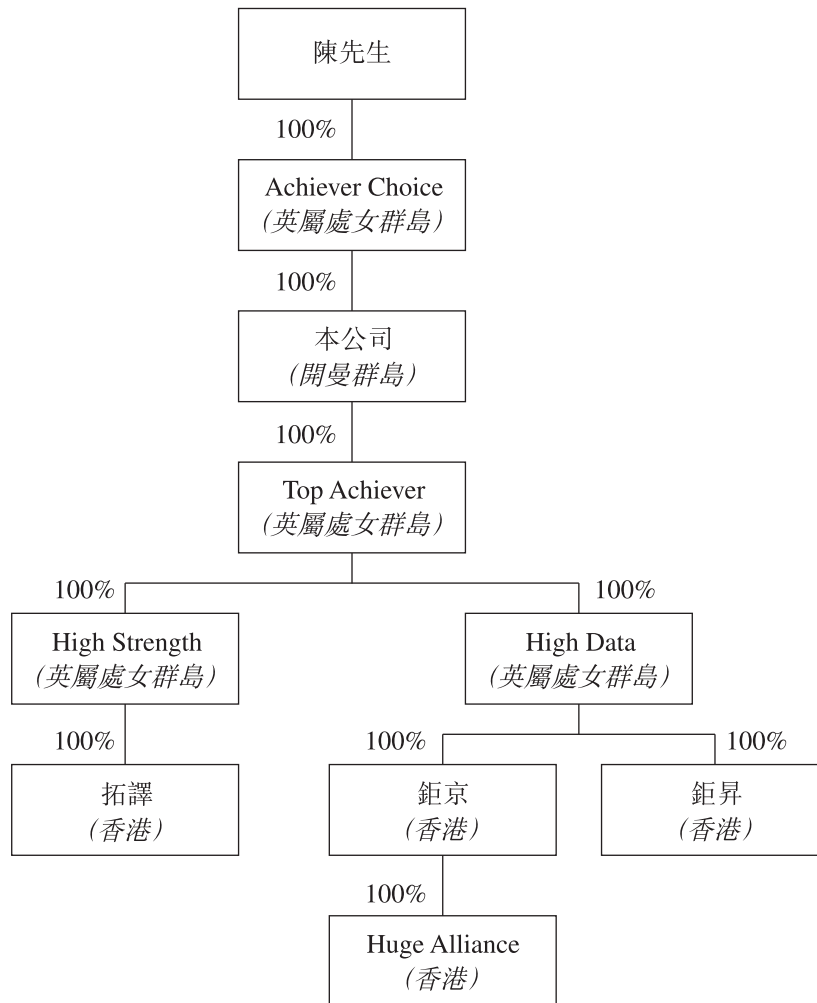 陳先生
100%
Achiever Choice
(英屬處女群島)
100%
本公司
(開曼群島)
100%
Top Achiever
(英屬處女群島)
100%
100%
High Strength
(英屬處女群島)
High Data
(英屬處女群島)
100%
100%
100%
拓譯
(香港)
鉅京
(香港)
鉅昇
(香港)
100%
Huge Alliance
(香港)